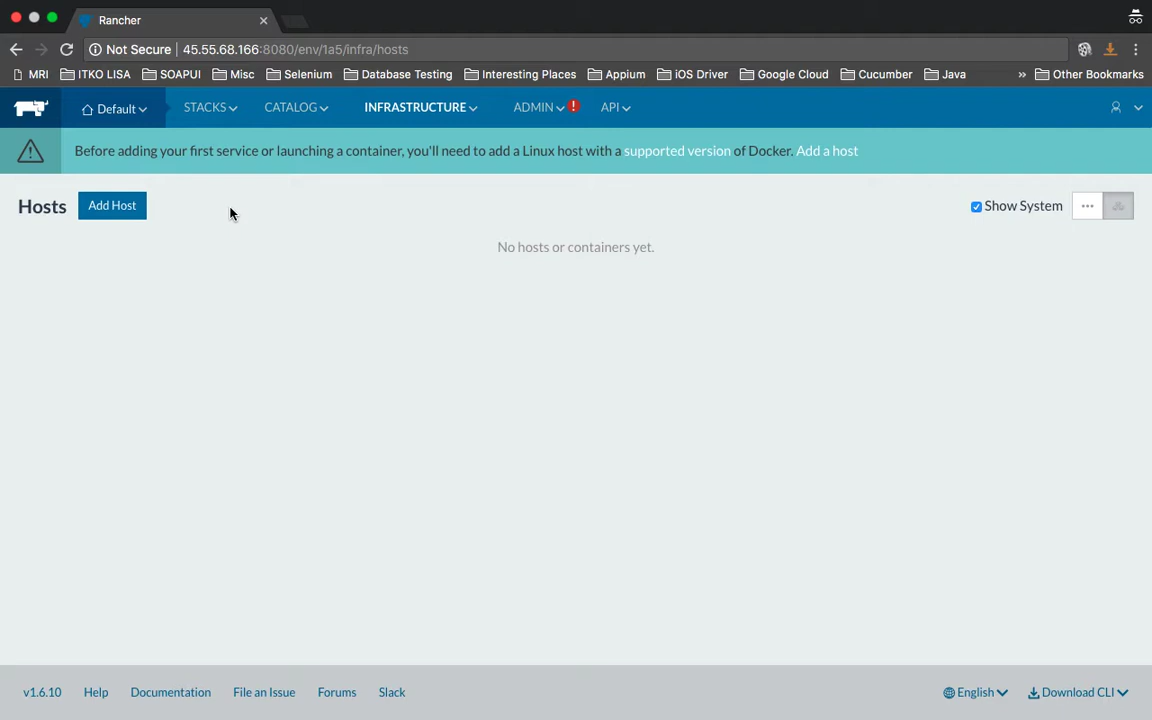 Rancher
Not Secure 45.55.68.166:8080/env/1a5/infra/hosts
MRI ITKO LISA SOAPUI Misc Selenium Database Testing Interesting Places Appium iOS Driver Google Cloud Cucumber Java » Other Bookmarks
Default STACKS CATALOG INFRASTRUCTURE ADMIN ! API
Before adding your first service or launching a container, you'll need to add a Linux host with a supported version of Docker. Add a host
Hosts Add Host Show System
No hosts or containers yet.
v1.6.10 Help Documentation File an Issue Forums Slack English Download CLI